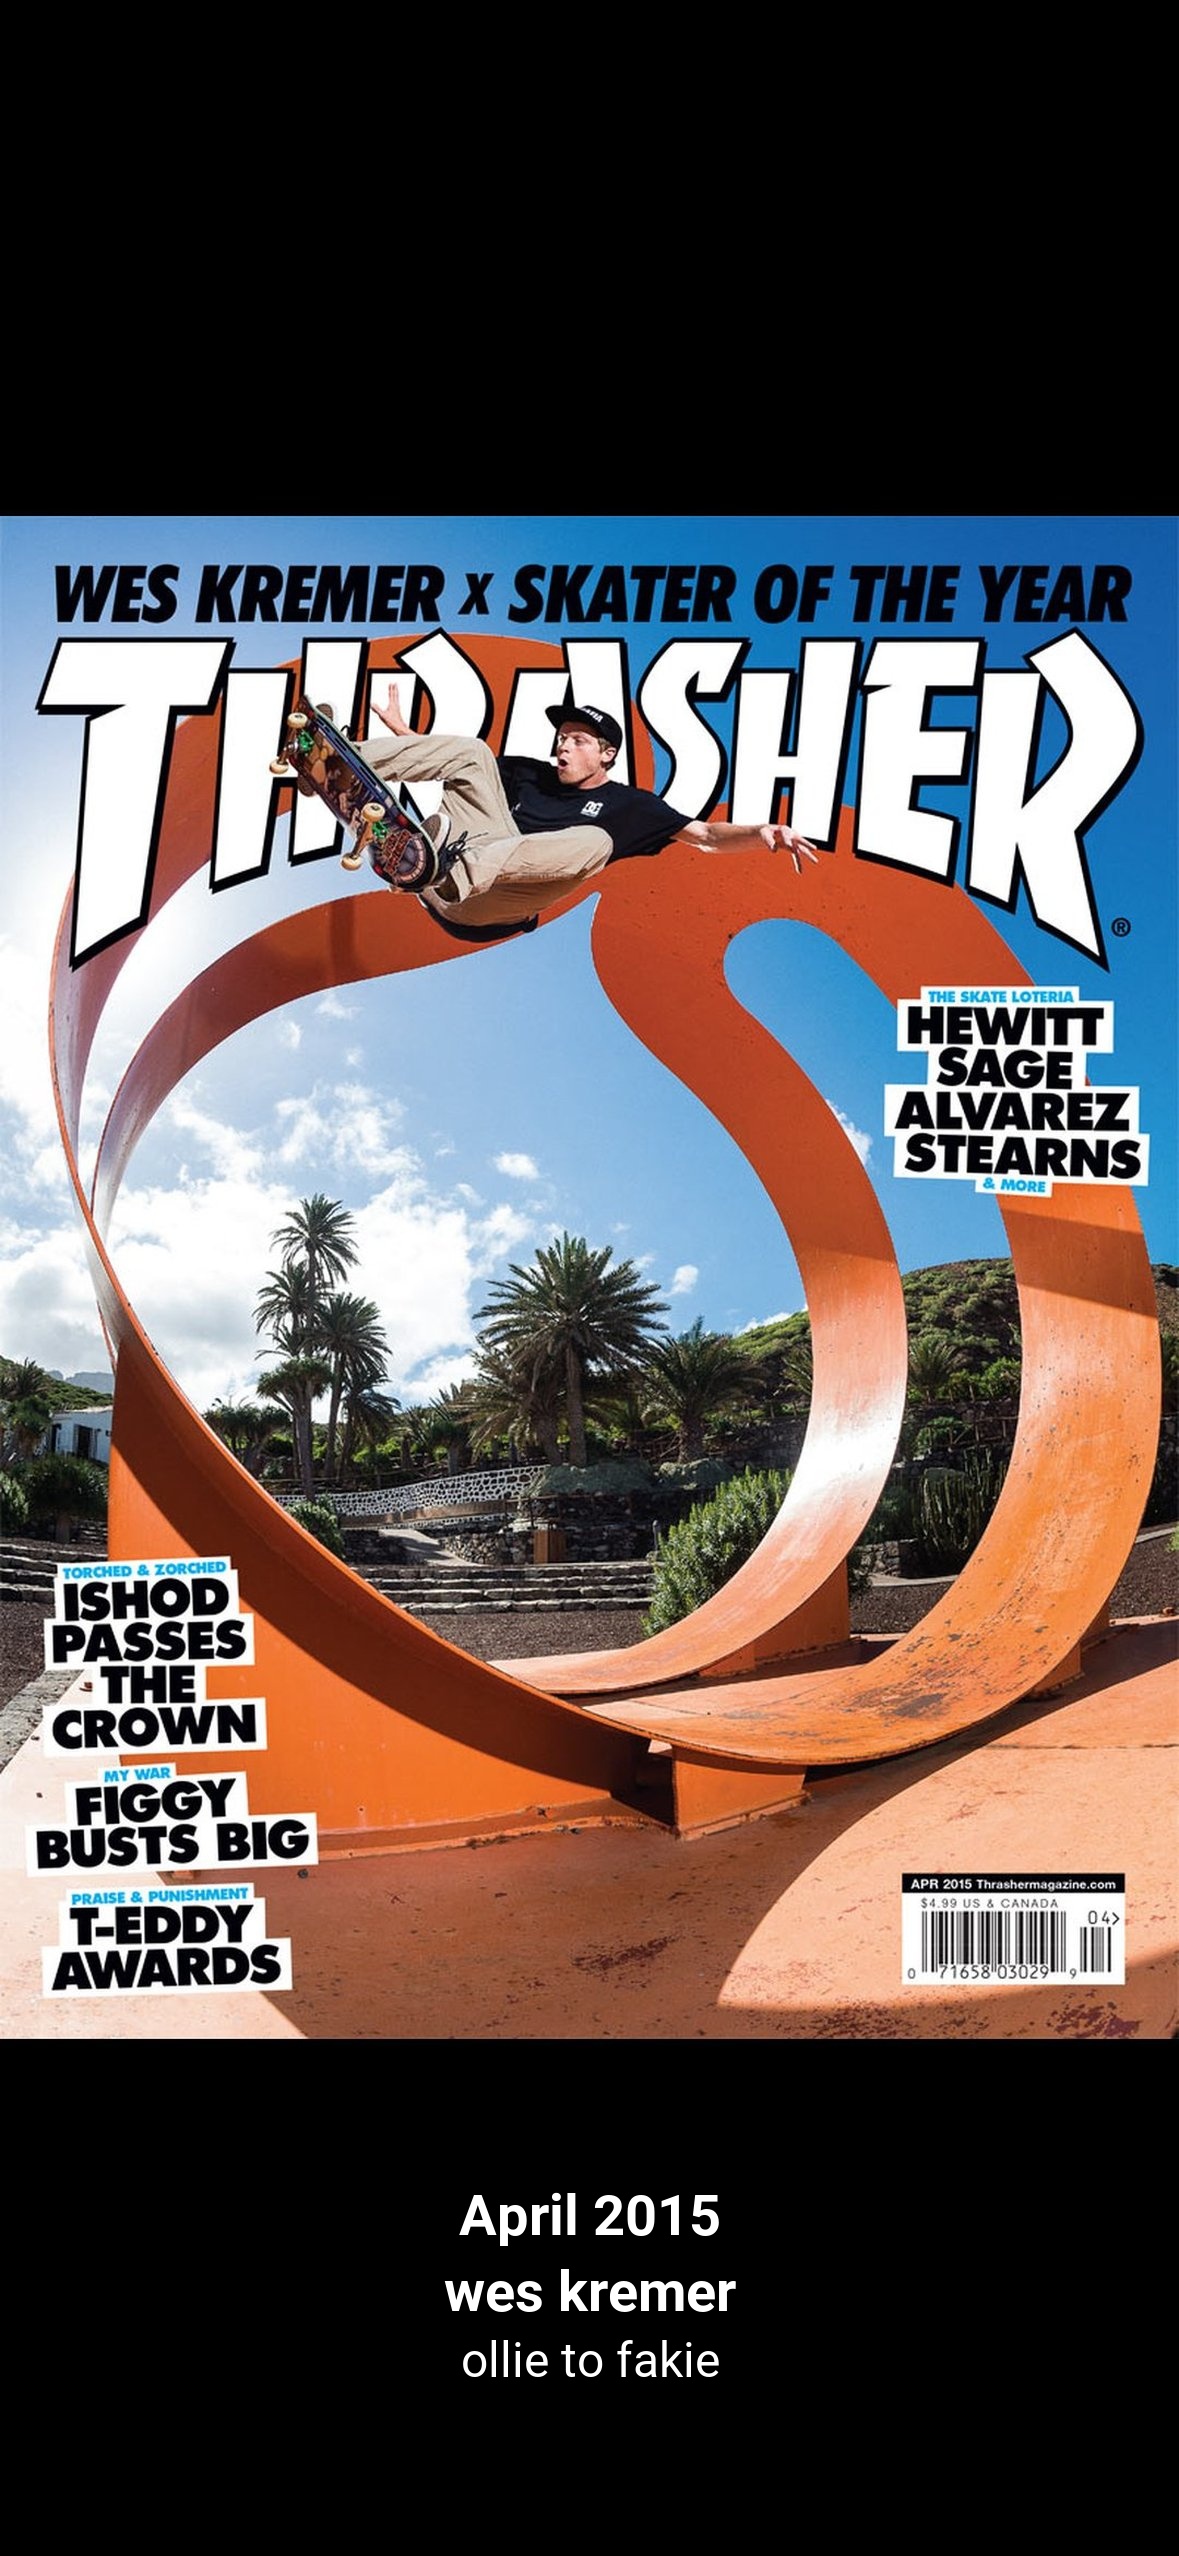 WES KREMER X SKATER OF THE YEAR
THRASHER
®
THE SKATE LOTERIA
HEWITT
SAGE
ALVAREZ
STEARNS
& MORE
TORCHED & ZORCHED
ISHOD
PASSES
THE
CROWN
MY WAR
FIGGY
BUSTS BIG
PRAISE & PUNISHMENT
T-EDDY
AWARDS
APR 2015 Thrashermagazine.com
$4.99 US & CANADA
04>
0 71658 03029 9
April 2015
wes kremer
ollie to fakie